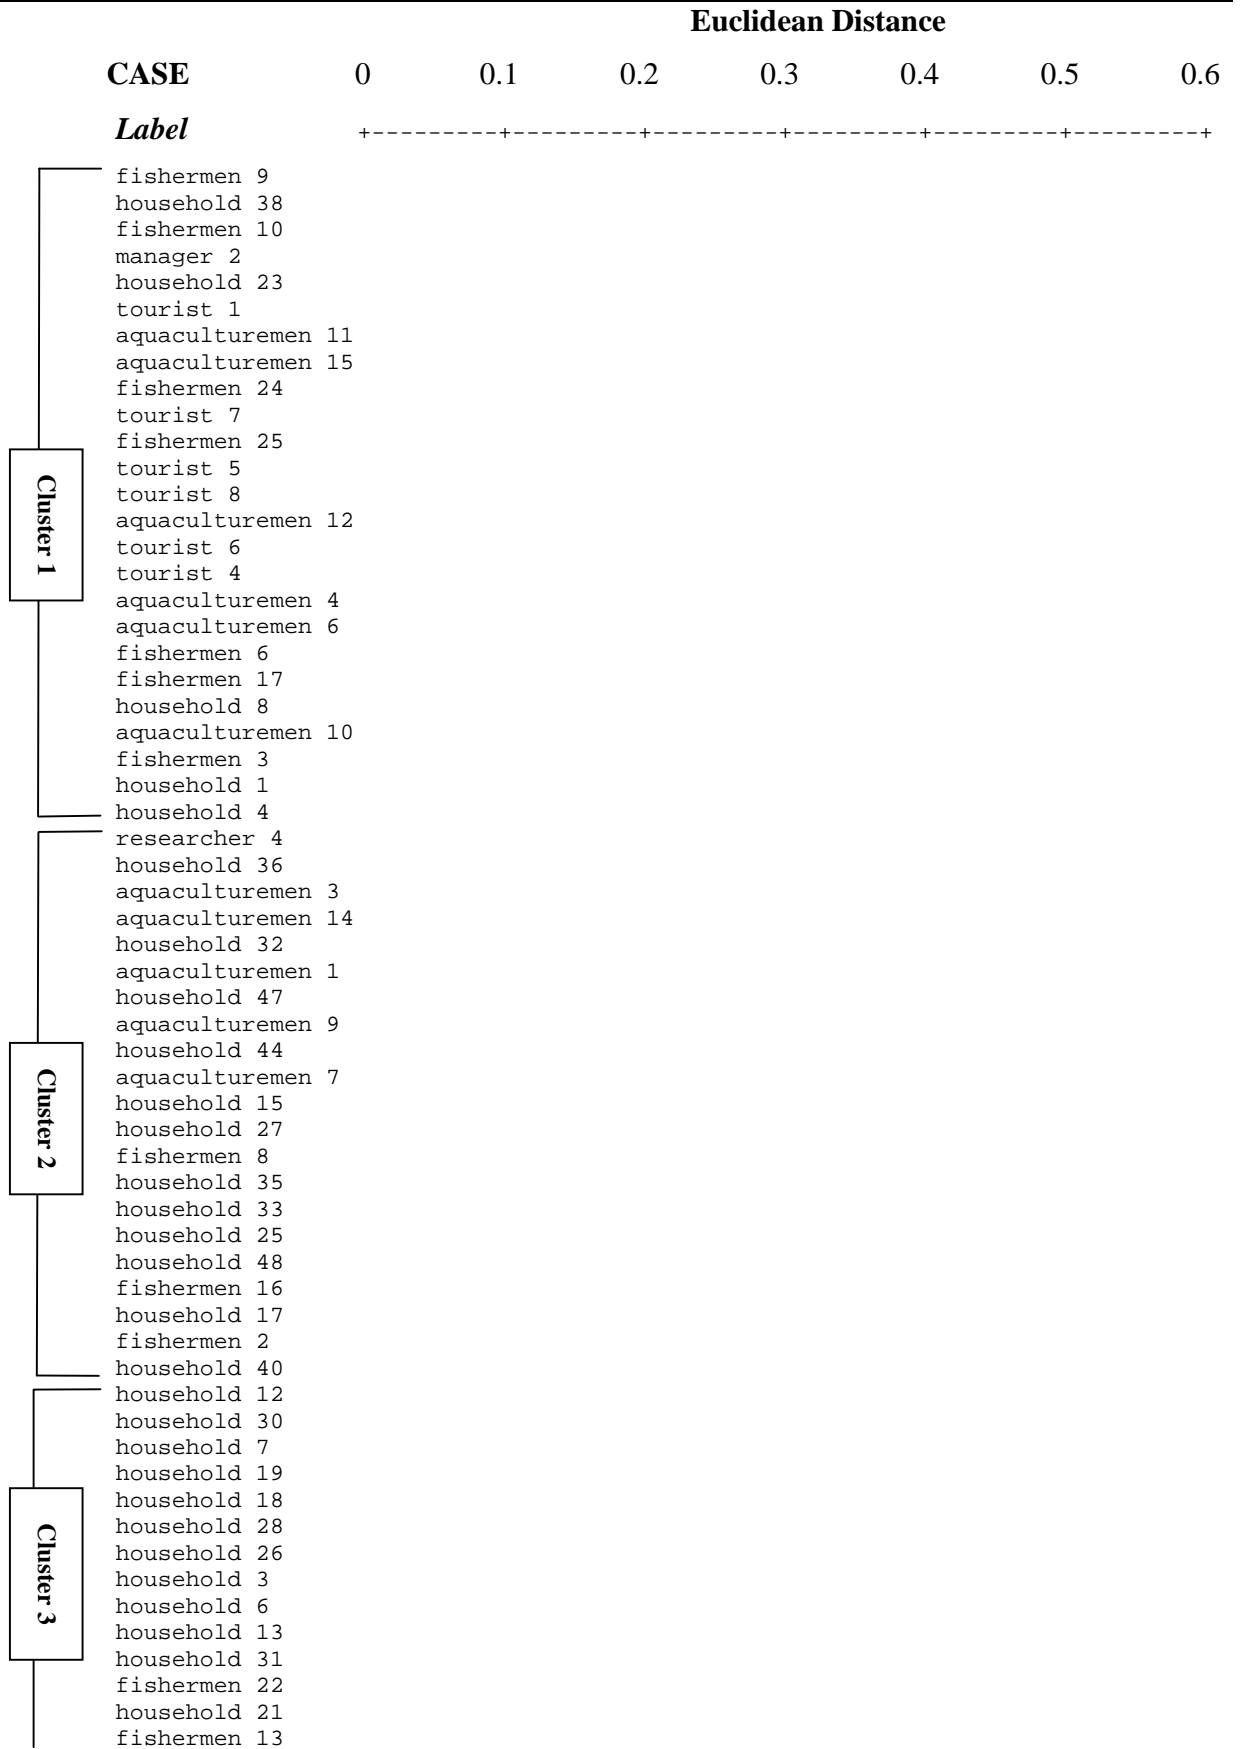 Euclidean Distance
CASE 0 0.1 0.2 0.3 0.4 0.5 0.6
Label +---------+---------+---------+---------+---------+---------+
fishermen 9
household 38
fishermen 10
manager 2
household 23
tourist 1
aquaculturemen 11
aquaculturemen 15
fishermen 24
tourist 7
fishermen 25
tourist 5
tourist 8
aquaculturemen 12
tourist 6
tourist 4
aquaculturemen 4
aquaculturemen 6
fishermen 6
fishermen 17
household 8
aquaculturemen 10
fishermen 3
household 1
household 4
Cluster 1
researcher 4
household 36
aquaculturemen 3
aquaculturemen 14
household 32
aquaculturemen 1
household 47
aquaculturemen 9
household 44
aquaculturemen 7
household 15
household 27
fishermen 8
household 35
household 33
household 25
household 48
fishermen 16
household 17
fishermen 2
household 40
Cluster 2
household 12
household 30
household 7
household 19
household 18
household 28
household 26
household 3
household 6
household 13
household 31
fishermen 22
household 21
fishermen 13
Cluster 3